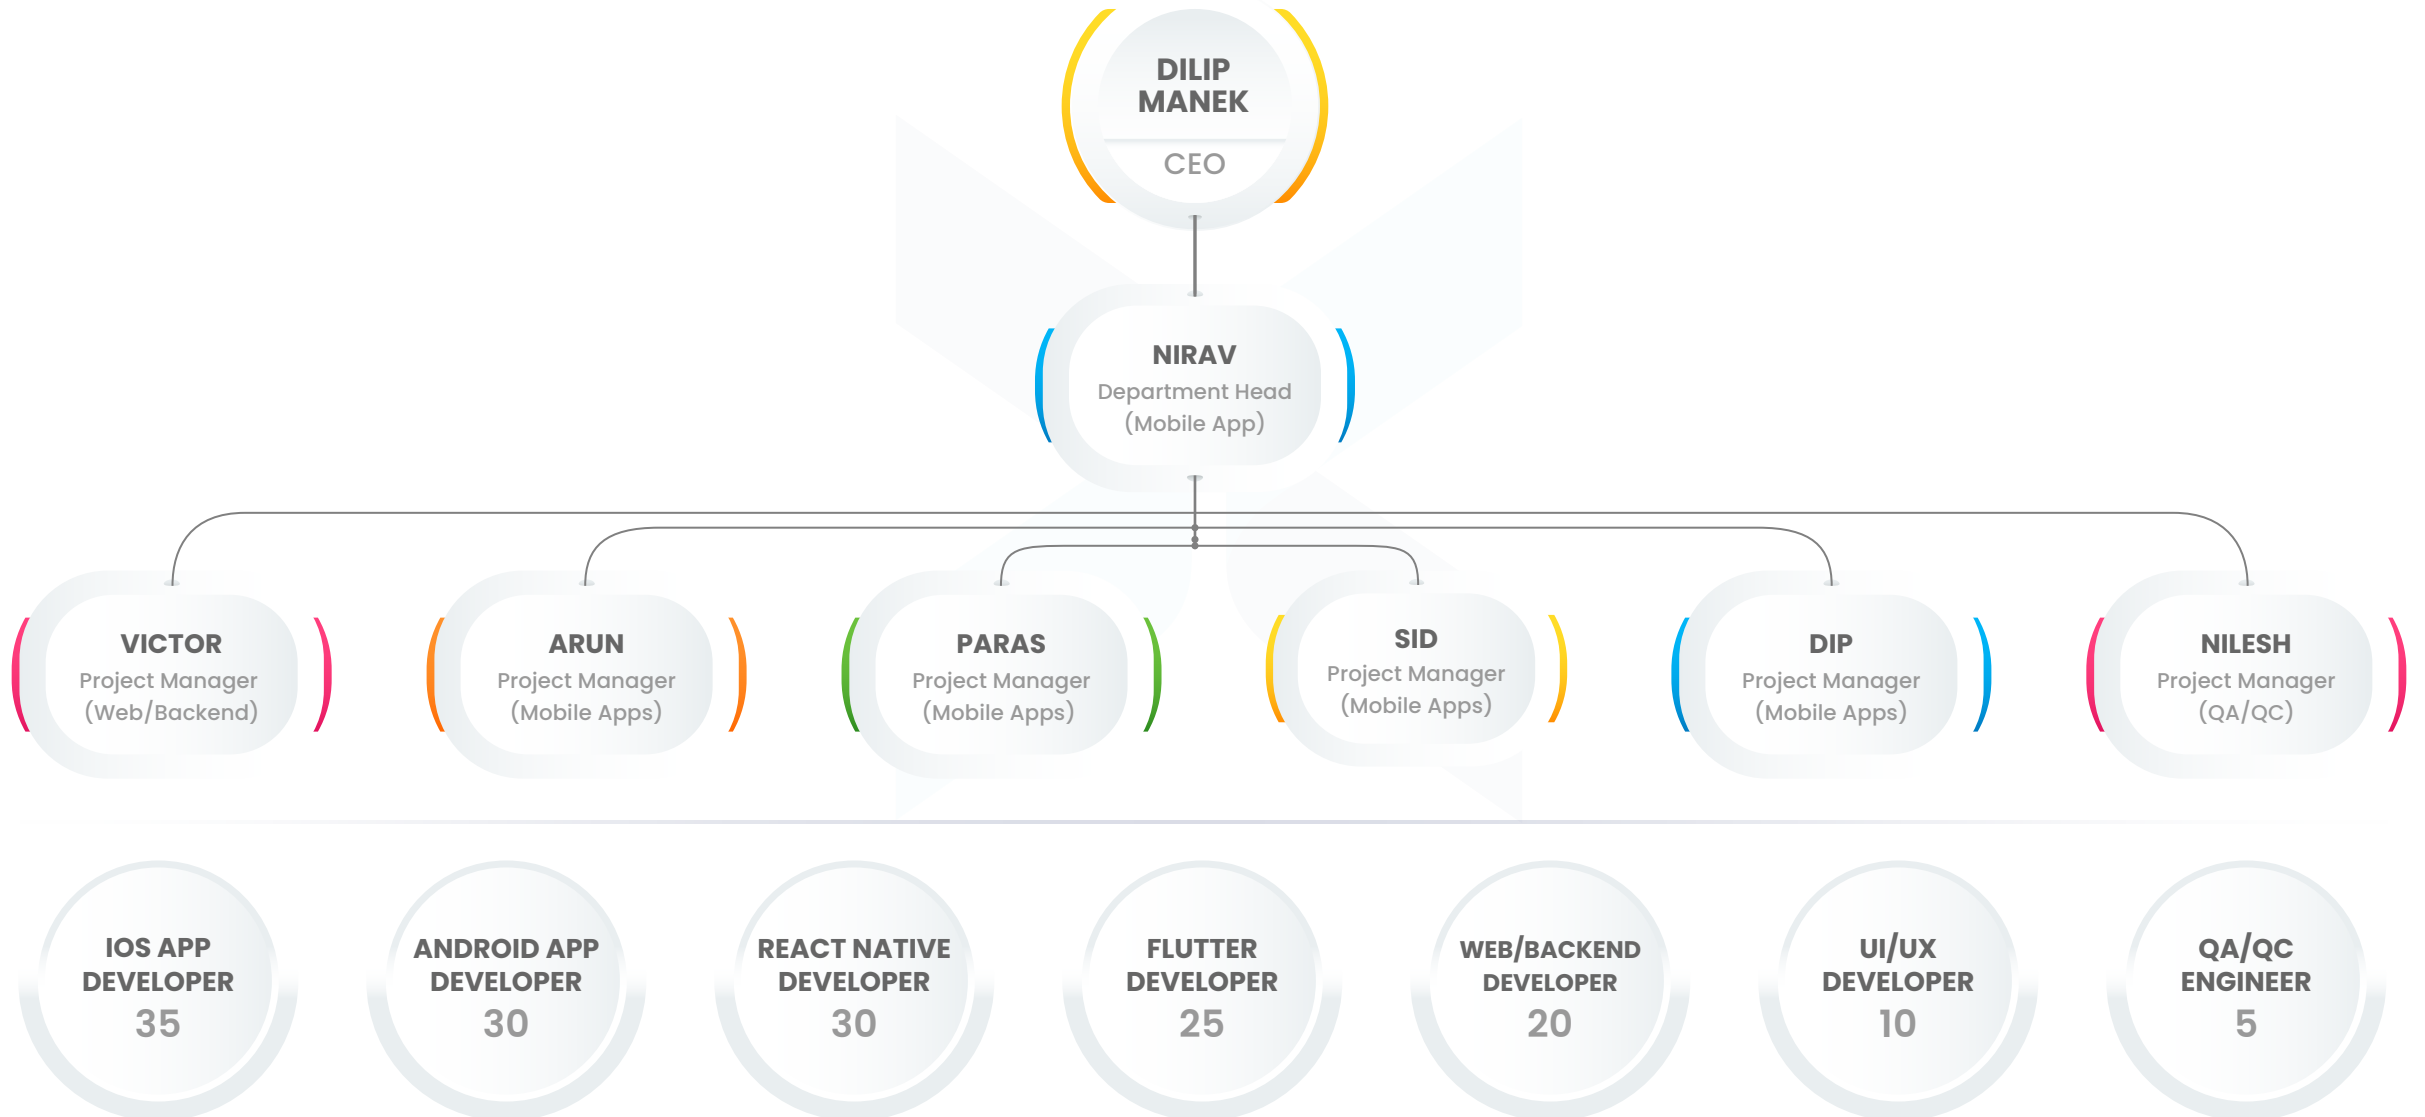 DILIP
MANEK
CEO
NIRAV
Department Head
(Mobile App)
VICTOR
Project Manager
(Web/Backend)
ARUN
Project Manager
(Mobile Apps)
PARAS
Project Manager
(Mobile Apps)
SID
Project Manager
(Mobile Apps)
DIP
Project Manager
(Mobile Apps)
NILESH
Project Manager
(QA/QC)
IOS APP
DEVELOPER
35
ANDROID APP
DEVELOPER
30
REACT NATIVE
DEVELOPER
30
FLUTTER
DEVELOPER
25
WEB/BACKEND
DEVELOPER
20
UI/UX
DEVELOPER
10
QA/QC
ENGINEER
5